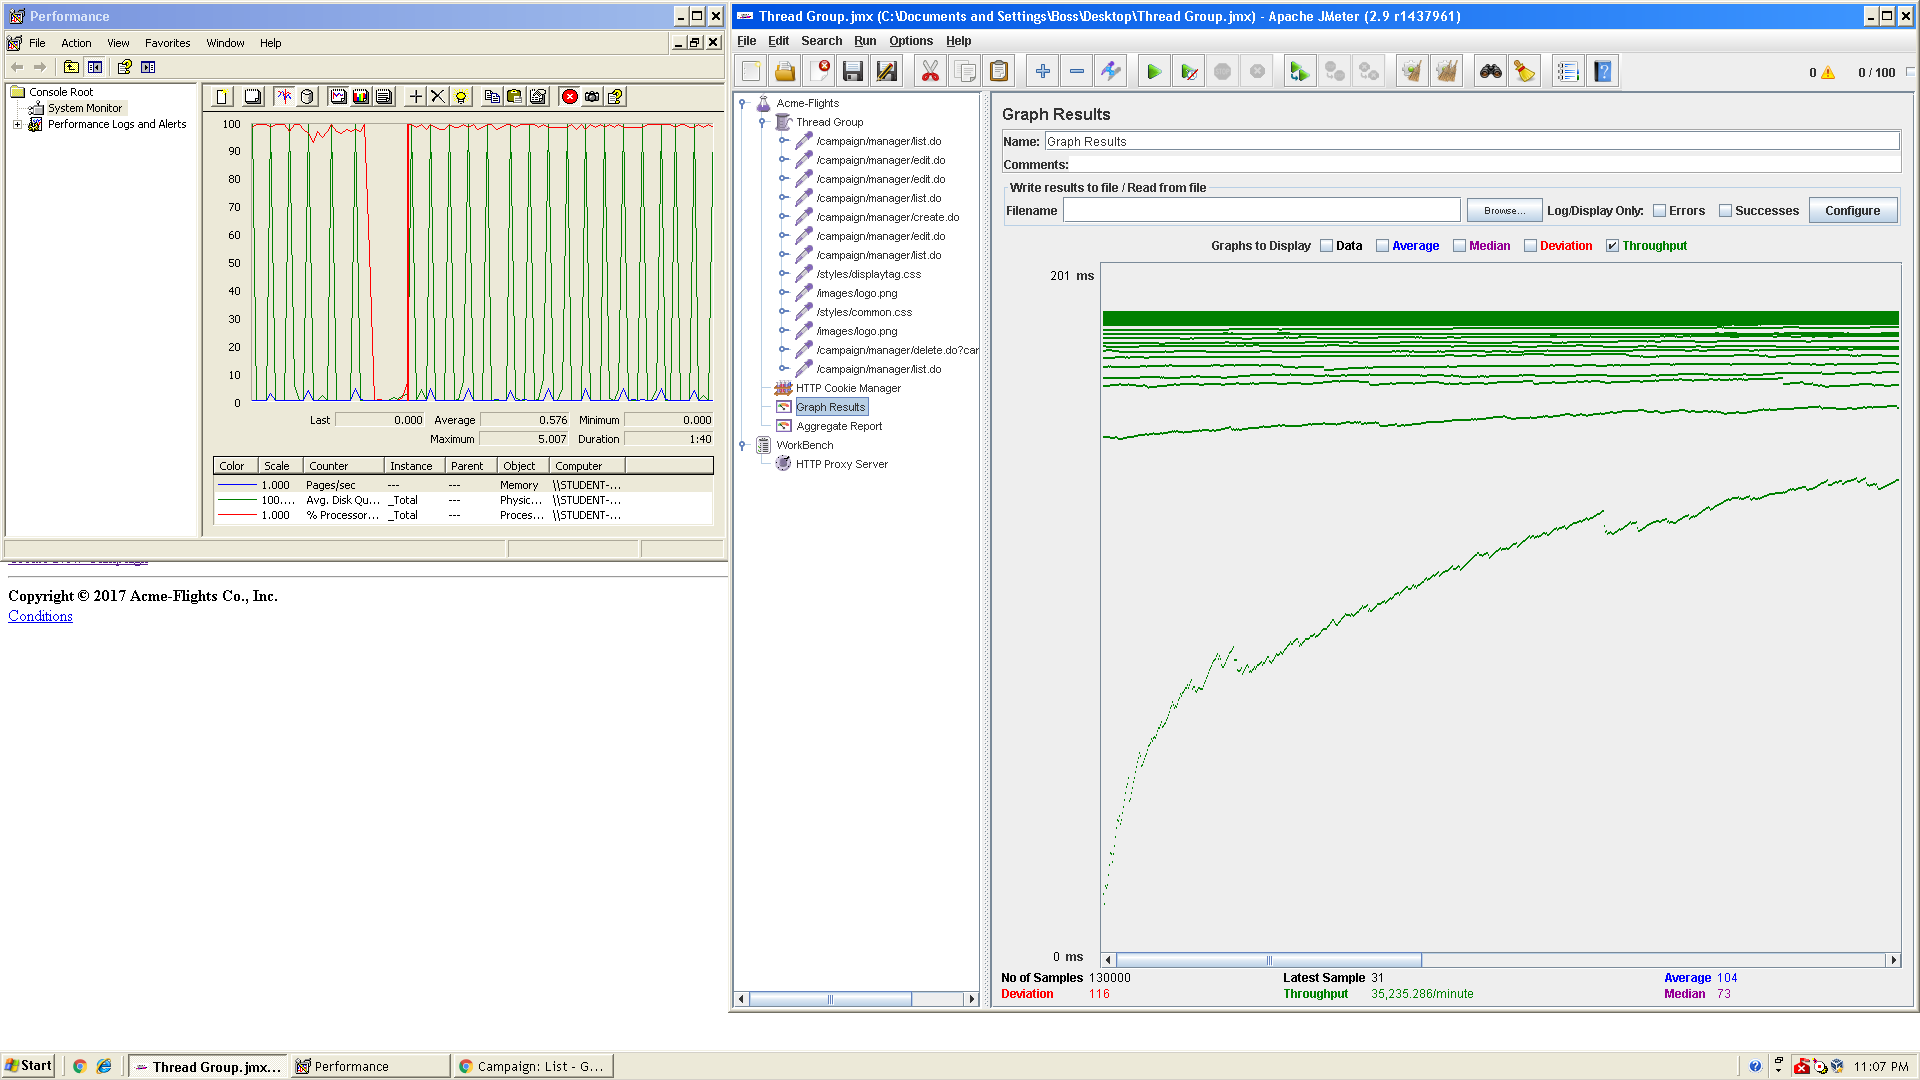 Performance
File Action View Favorites Window Help
Console Root
System Monitor
Performance Logs and Alerts
100
90
80
70
60
50
40
30
20
10
0
Last 0.000 Average 0.576 Minimum 0.000
Maximum 5.007 Duration 1:40
Color Scale Counter Instance Parent Object Computer
1.000 Pages/sec --- --- Memory \\STUDENT-...
100.... Avg. Disk Qu... _Total --- Physic... \\STUDENT-...
1.000 % Processor... _Total --- Proces... \\STUDENT-...
Copyright © 2017 Acme-Flights Co., Inc.
Conditions
Thread Group.jmx (C:\Documents and Settings\Boss\Desktop\Thread Group.jmx) - Apache JMeter (2.9 r1437961)
File Edit Search Run Options Help
0 0 / 100
Acme-Flights
Thread Group
/campaign/manager/list.do
/campaign/manager/edit.do
/campaign/manager/edit.do
/campaign/manager/list.do
/campaign/manager/create.do
/campaign/manager/edit.do
/campaign/manager/list.do
/styles/displaytag.css
/images/logo.png
/styles/common.css
/images/logo.png
/campaign/manager/delete.do?car
/campaign/manager/list.do
HTTP Cookie Manager
Graph Results
Aggregate Report
WorkBench
HTTP Proxy Server
Graph Results
Name: Graph Results
Comments:
Write results to file / Read from file
Filename Browse... Log/Display Only: Errors Successes Configure
Graphs to Display Data Average Median Deviation Throughput
201 ms
0 ms
No of Samples 130000 Latest Sample 31 Average 104
Deviation 116 Throughput 35,235.286/minute Median 73
Start Thread Group.jmx... Performance Campaign: List - G... 11:07 PM